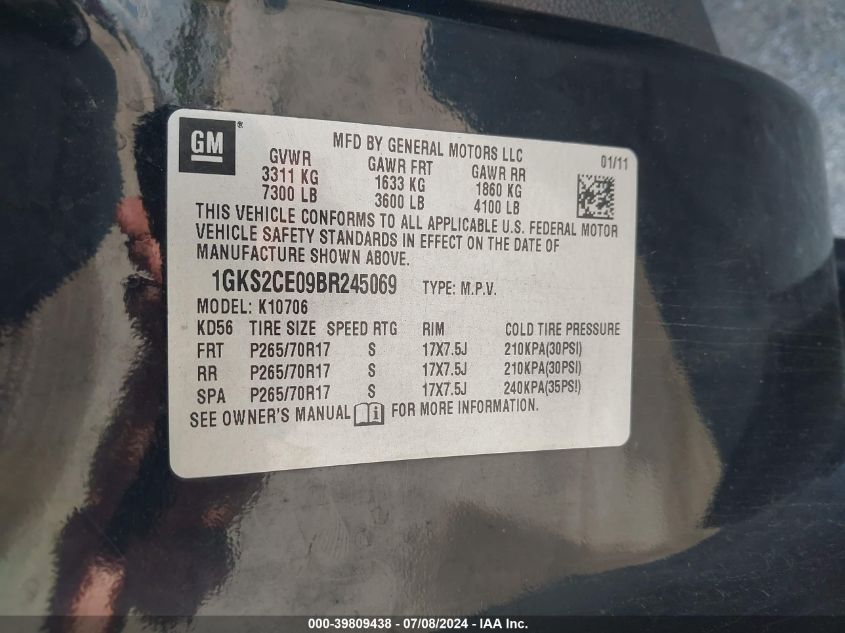 GM®
MFD BY GENERAL MOTORS LLC
01/11
GVWR GAWR FRT GAWR RR
3311 KG 1633 KG 1860 KG
7300 LB 3600 LB 4100 LB
THIS VEHICLE CONFORMS TO ALL APPLICABLE U.S. FEDERAL MOTOR
VEHICLE SAFETY STANDARDS IN EFFECT ON THE DATE OF
MANUFACTURE SHOWN ABOVE.
1GKS2CE09BR245069 TYPE: M.P.V.
MODEL: K10706
KD56 TIRE SIZE SPEED RTG RIM COLD TIRE PRESSURE
FRT P265/70R17 S 17X7.5J 210KPA(30PSI)
RR P265/70R17 S 17X7.5J 210KPA(30PSI)
SPA P265/70R17 S 17X7.5J 240KPA(35PSI)
SEE OWNER'S MANUAL i FOR MORE INFORMATION.
000-39809438 - 07/08/2024 - IAA Inc.